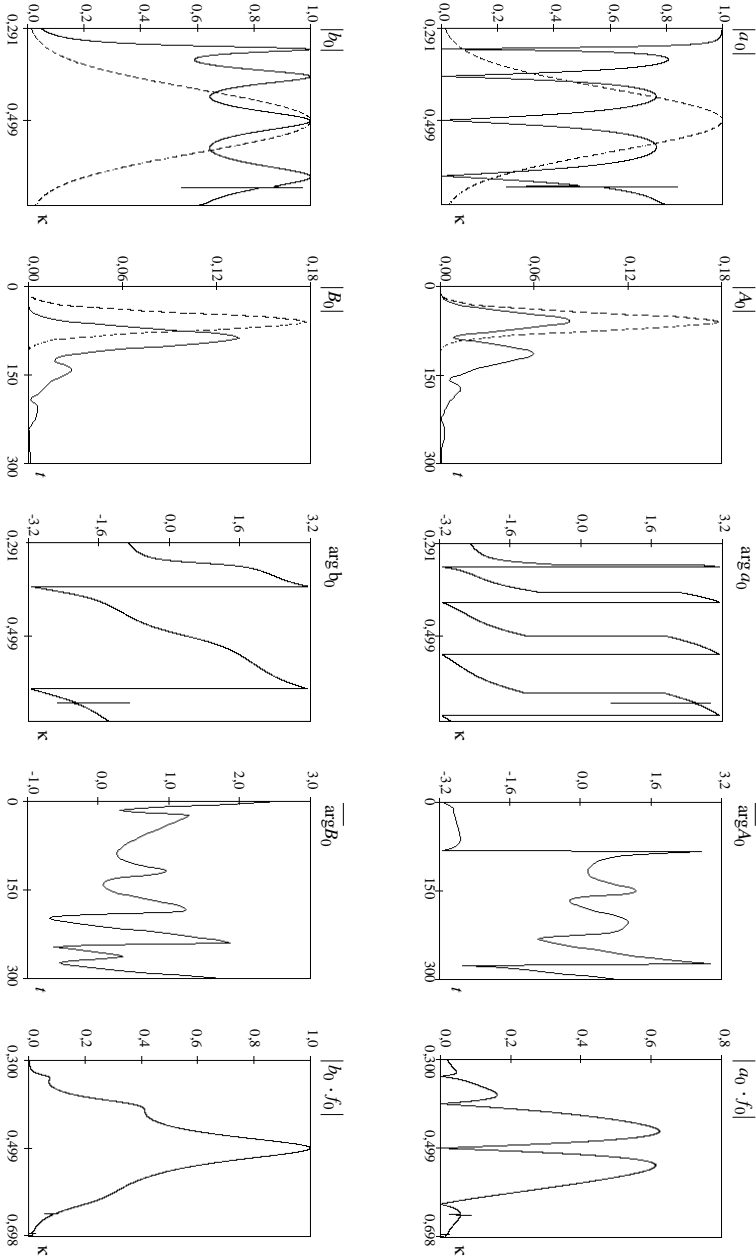 |a₀|
1,0
0,8
0,6
0,4
0,2
0,0
0,291 0,499 κ
|A₀|
0,18
0,12
0,06
0,00
0 150 300 t
arg a₀
3,2
1,6
0,0
-1,6
-3,2
0,291 0,499 κ
argA̅₀
3,2
1,6
0,0
-1,6
-3,2
0 150 300 t
|a₀ · f₀|
0,8
0,6
0,4
0,2
0,0
0,300 0,499 0,698 κ
|b₀|
1,0
0,8
0,6
0,4
0,2
0,0
0,291 0,499 κ
|B₀|
0,18
0,12
0,06
0,00
0 150 300 t
arg b₀
3,2
1,6
0,0
-1,6
-3,2
0,291 0,499 κ
argB̅₀
3,0
2,0
1,0
0,0
-1,0
0 150 300 t
|b₀ · f₀|
1,0
0,8
0,6
0,4
0,2
0,0
0,300 0,499 0,698 κ